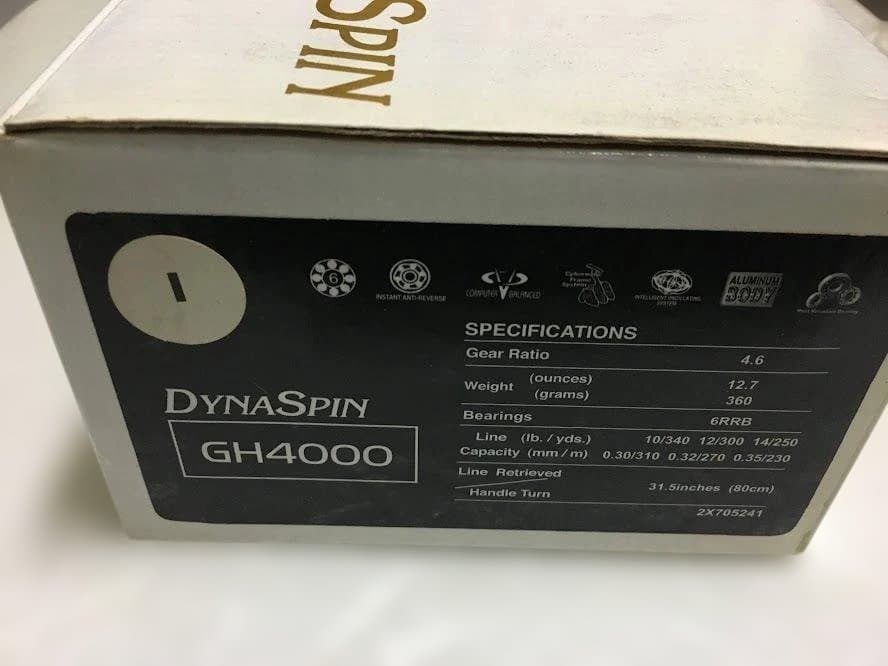 SPIN
I
6
INSTANT ANTI-REVERSE
COMPUTER BALANCED
System
INTELLIGENT OSCILLATING
SYSTEM
ALUMINUM
BODY
SPECIFICATIONS
Gear Ratio 4.6
Weight (ounces) 12.7
(grams) 360
Bearings 6RRB
Line (lb. / yds.) 10/340 12/300 14/250
Capacity (mm / m) 0.30/310 0.32/270 0.35/230
Line Retrieved
Handle Turn 31.5inches (80cm)
2X705241
DYNASPIN
GH4000